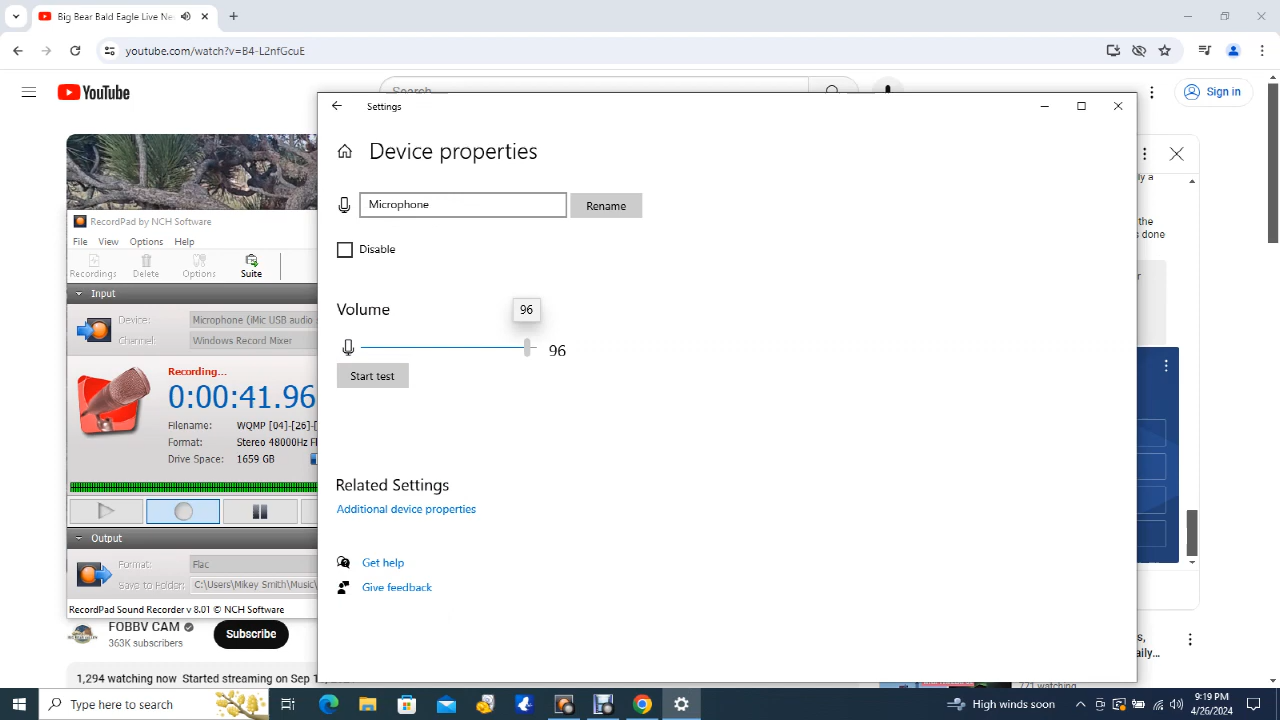 Big Bear Bald Eagle Live Ne
youtube.com/watch?v=B4-L2nfGcuE
YouTube
Search
Sign in
Settings
Device properties
Microphone
Rename
Disable
Volume
96
96
Start test
Related Settings
Additional device properties
Get help
Give feedback
RecordPad by NCH Software
File View Options Help
Recordings Delete Options Suite
Input
Device: Microphone (iMic USB audio
Channel: Windows Record Mixer
Recording...
0:00:41.96
Filename: WQMP [04]-[26]-[
Format: Stereo 48000Hz Fl
Drive Space: 1659 GB
Output
Format: Flac
Save to Folder: C:\Users\Mikey Smith\Music\
RecordPad Sound Recorder v 8.01 © NCH Software
FOBBV CAM
363K subscribers
Subscribe
1,294 watching now Started streaming on Sep 1
ly a
the
s done
r
s,
aily...
771 watching
Type here to search
High winds soon
9:19 PM
4/26/2024